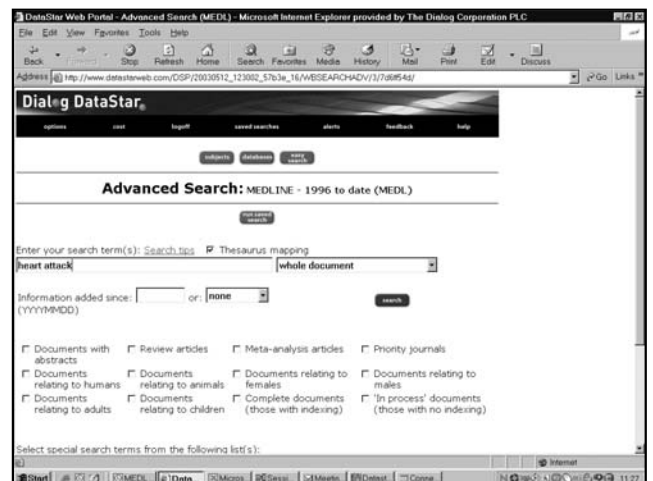 DataStar Web Portal - Advanced Search (MEDL) - Microsoft Internet Explorer provided by The Dialog Corporation PLC
File Edit View Favorites Tools Help
Back Stop Refresh Home Search Favorites Media History Mail Print Edit Discuss
Address http://www.datastarweb.com/DSP/20030512_123002_57b3e_16/WBSEARCHADV/3/7d6f54d/ Go Links
Dialog DataStar
options cost logoff saved searches alerts feedback help
subjects databases easy search
Advanced Search: MEDLINE - 1996 to date (MEDL)
run saved search
Enter your search term(s): Search tips Thesaurus mapping
heart attack whole document
Information added since: or: none search
(YYYYMMDD)
Documents with abstracts Review articles Meta-analysis articles Priority journals
Documents relating to humans Documents relating to animals Documents relating to females Documents relating to males
Documents relating to adults Documents relating to children Complete documents (those with indexing) 'In process' documents (those with no indexing)
Select special search terms from the following list(s):
Internet
Start MEDL Data Micros Sessi Meetin Datast Conne 11:27